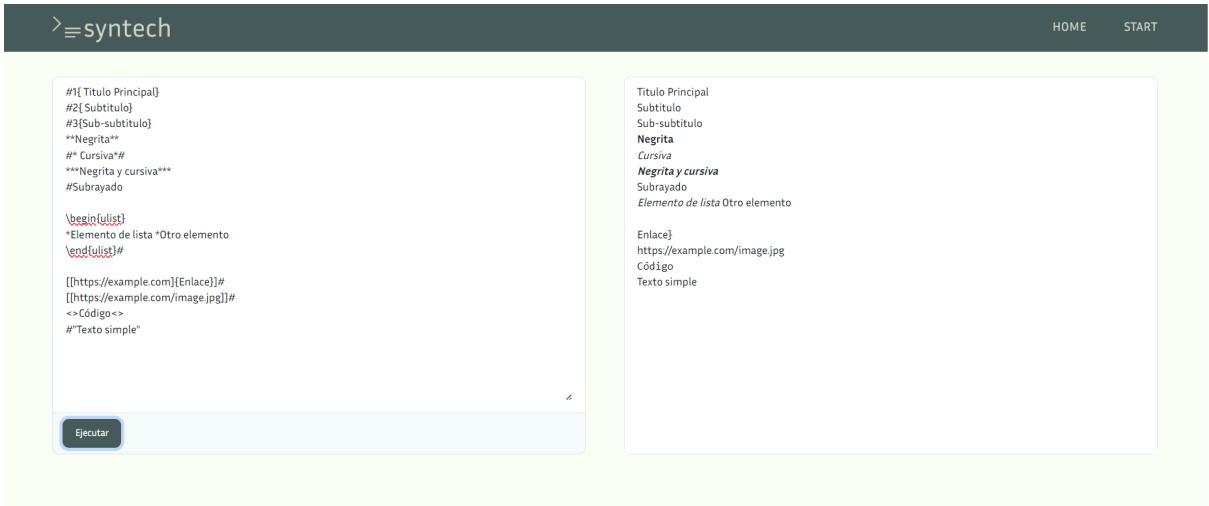 >=syntech
HOME
START
#1{ Titulo Principal}
#2{ Subtitulo}
#3{Sub-subtitulo}
**Negrita**
#* Cursiva*#
***Negrita y cursiva***
#Subrayado
\begin{ulist}
*Elemento de lista *Otro elemento
\end{ulist}#
[[https://example.com]{Enlace}]#
[[https://example.com/image.jpg]]#
<>Código<>
#"Texto simple"
Ejecutar
Titulo Principal
Subtitulo
Sub-subtitulo
Negrita
Cursiva
Negrita y cursiva
Subrayado
Elemento de lista Otro elemento
Enlace}
https://example.com/image.jpg
Código
Texto simple